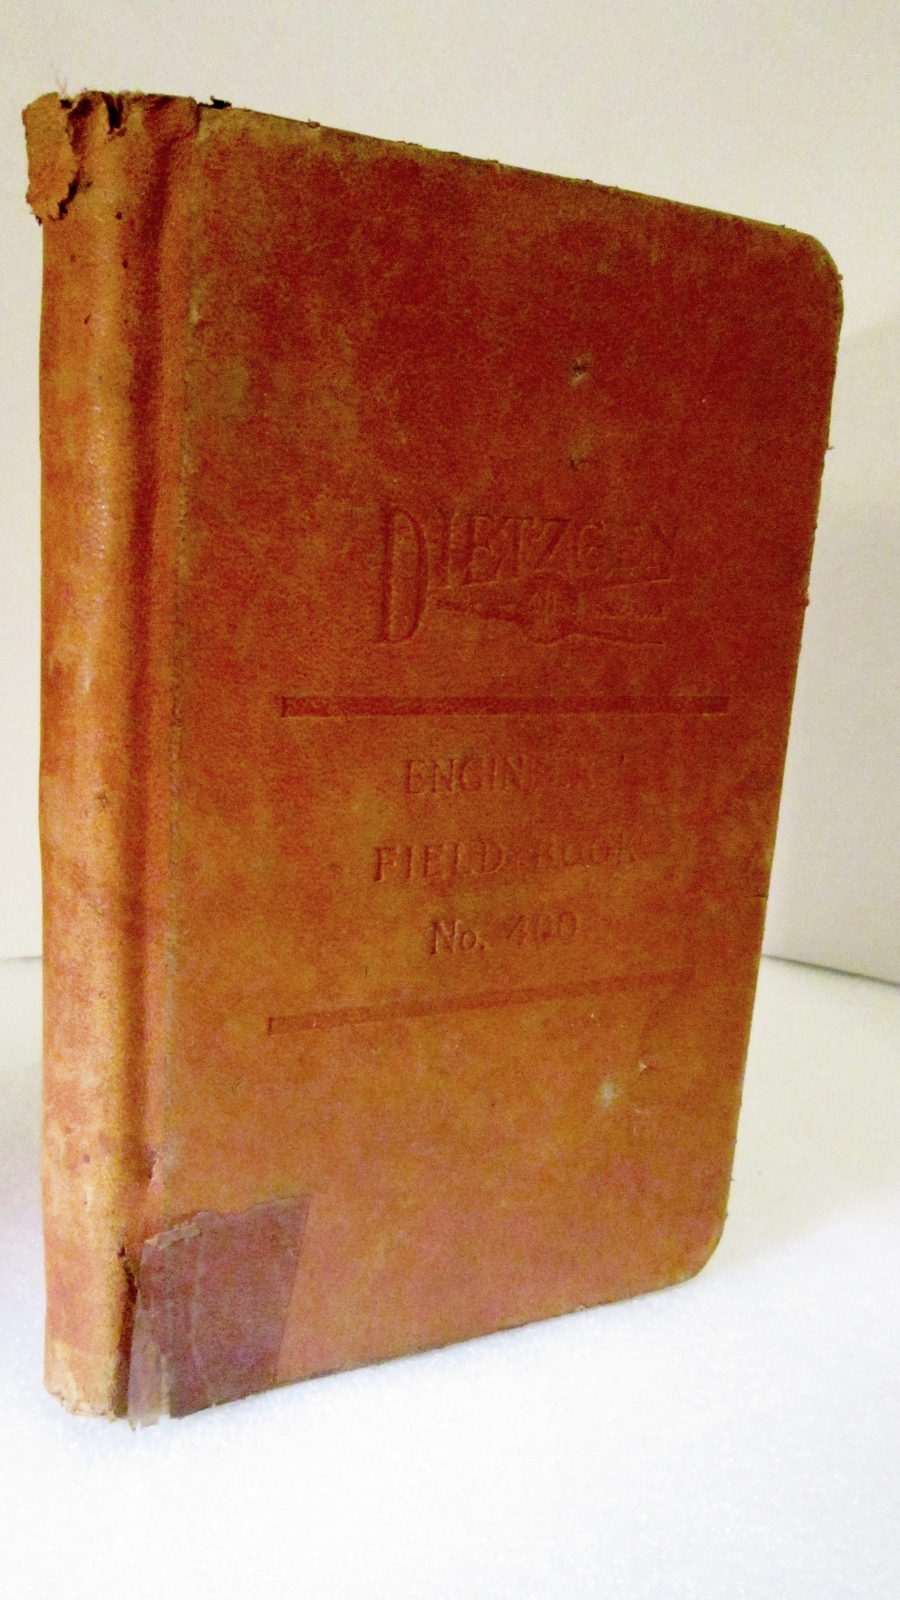 DIETZGEN
ENGINEERS'
FIELD BOOK
No. 400